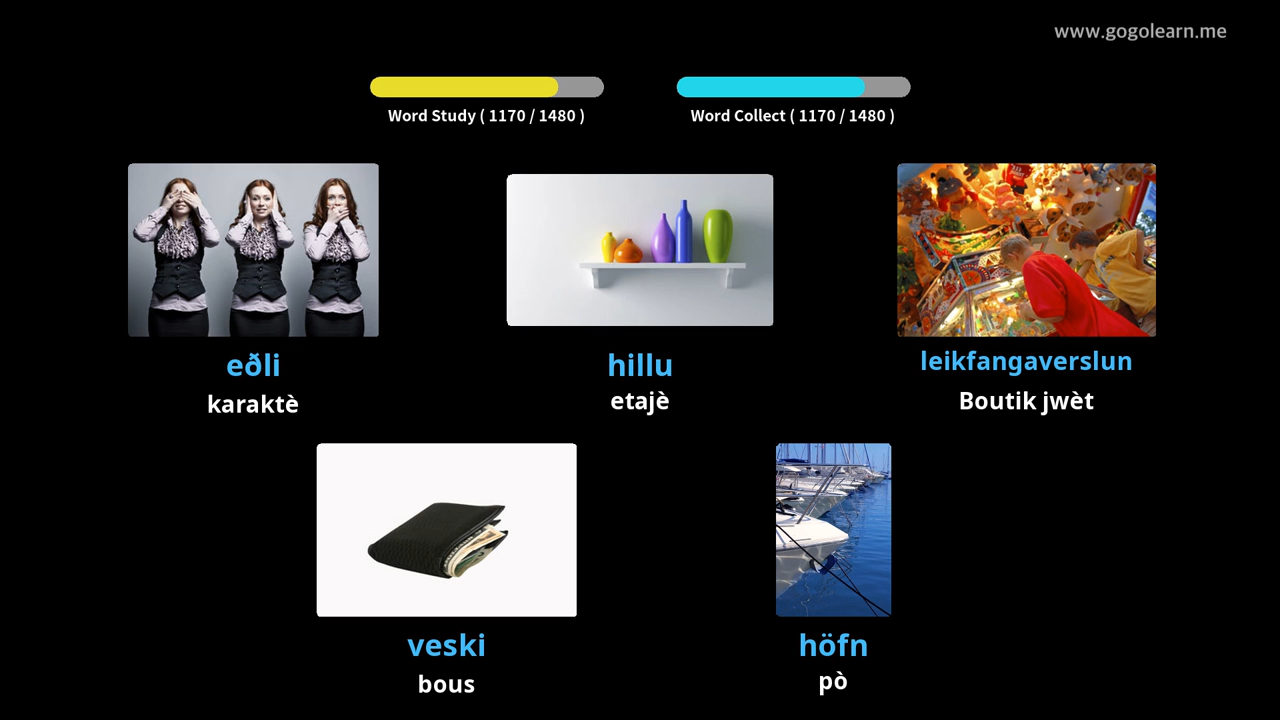 www.gogolearn.me
Word Study ( 1170 / 1480 )
Word Collect ( 1170 / 1480 )
eðli
karaktè
hillu
etajè
leikfangaverslun
Boutik jwèt
veski
bous
höfn
pò